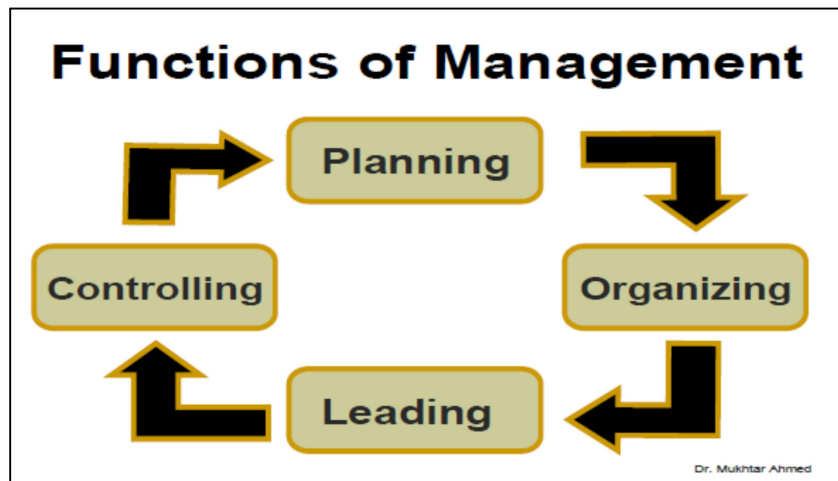 Functions of Management
Planning
Controlling
Organizing
Leading
Dr. Mukhtar Ahmed